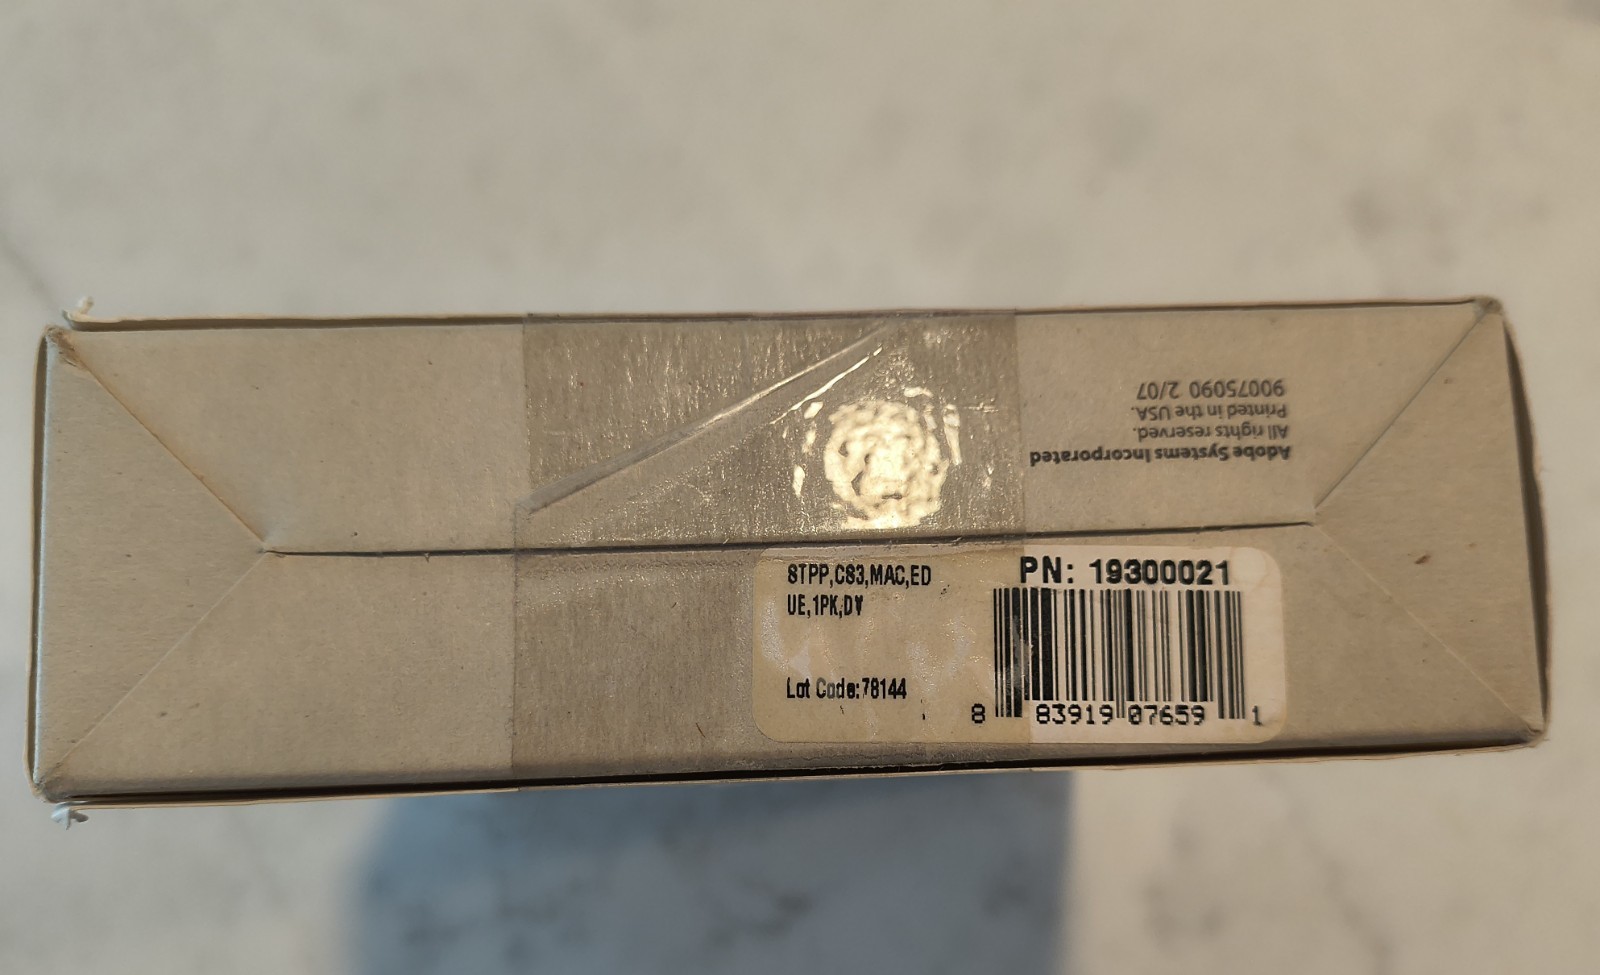 Adobe Systems Incorporated
All rights reserved.
Printed in the USA.
90075090 2/07
STPP,CS3,MAC,ED
UE,1PK,DV
Lot Code:78144
PN: 19300021
8 83919 07659 1